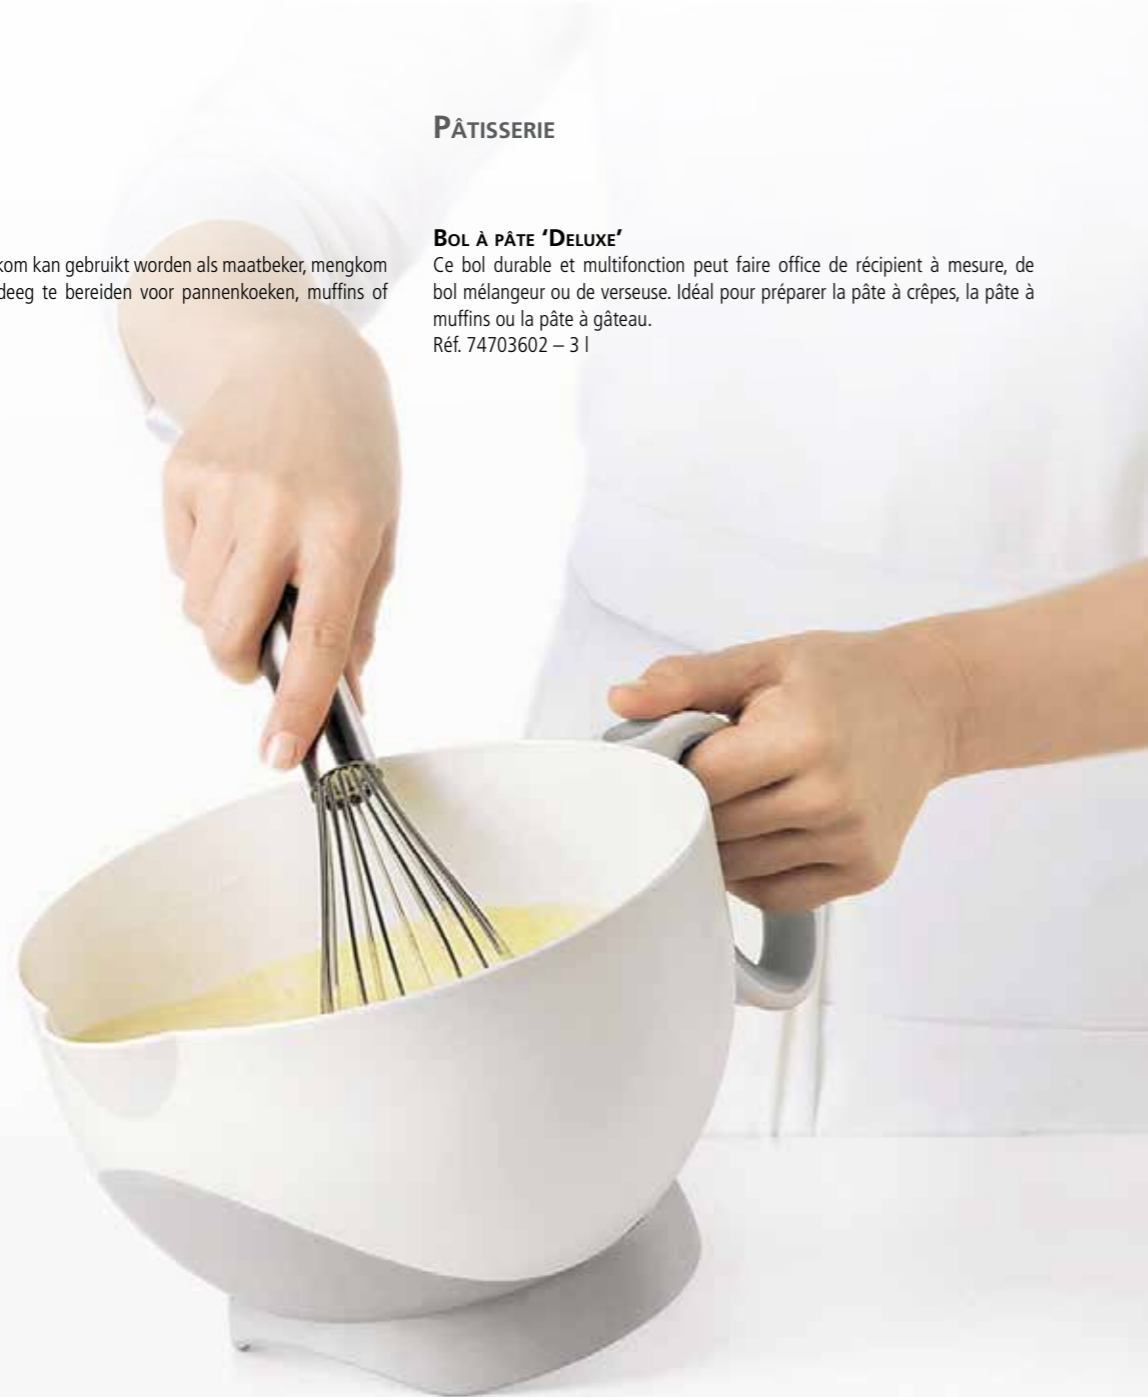 PÂTISSERIE
kom kan gebruikt worden als maatbeker, mengkom
deeg te bereiden voor pannenkoeken, muffins of
BOL À PÂTE ‘DELUXE’
Ce bol durable et multifonction peut faire office de récipient à mesure, de
bol mélangeur ou de verseuse. Idéal pour préparer la pâte à crêpes, la pâte à
muffins ou la pâte à gâteau.
Réf. 74703602 – 3 l